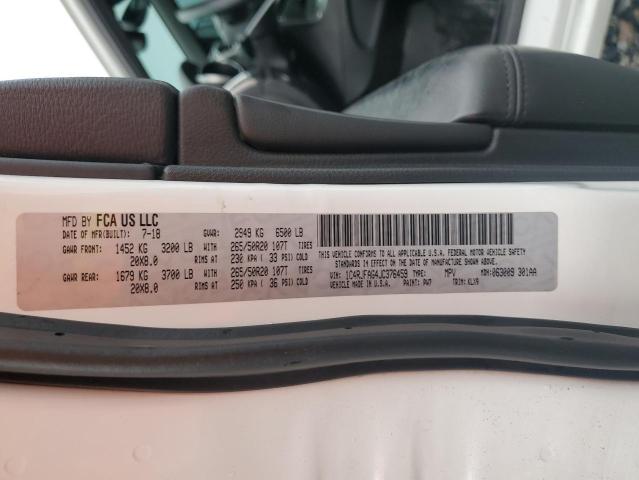 MFD BY FCA US LLC
DATE OF MFR(BUILT): 7-18 GVWR: 2949 KG 6500 LB
GAWR FRONT: 1452 KG 3200 LB WITH 265/50R20 107T TIRES
20X8.0 RIMS AT 230 KPA ( 33 PSI) COLD
GAWR REAR: 1679 KG 3700 LB WITH 265/50R20 107T TIRES
20X8.0 RIMS AT 250 KPA ( 36 PSI) COLD
THIS VEHICLE CONFORMS TO ALL APPLICABLE U.S.A. FEDERAL MOTOR VEHICLE SAFETY
STANDARDS IN EFFECT ON THE DATE OF MANUFACTURE SHOWN ABOVE.
VIN: 1C4RJFAG4JC376459 TYPE: MPV MDH: 063009 301AA
VEHICLE MADE IN U.S.A. PAINT: PW7 TRIM: KLX9